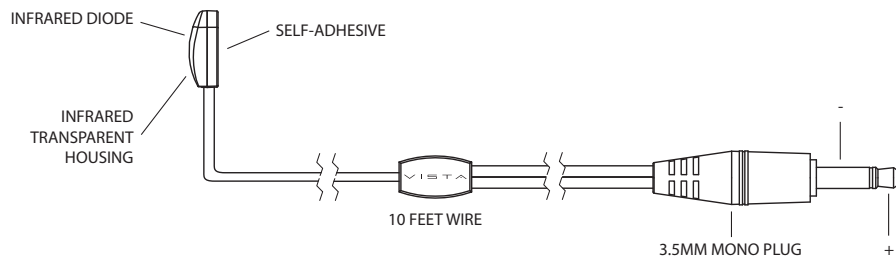 INFRARED DIODE
SELF-ADHESIVE
INFRARED
TRANSPARENT
HOUSING
-
VISTA
10 FEET WIRE
3.5MM MONO PLUG
+